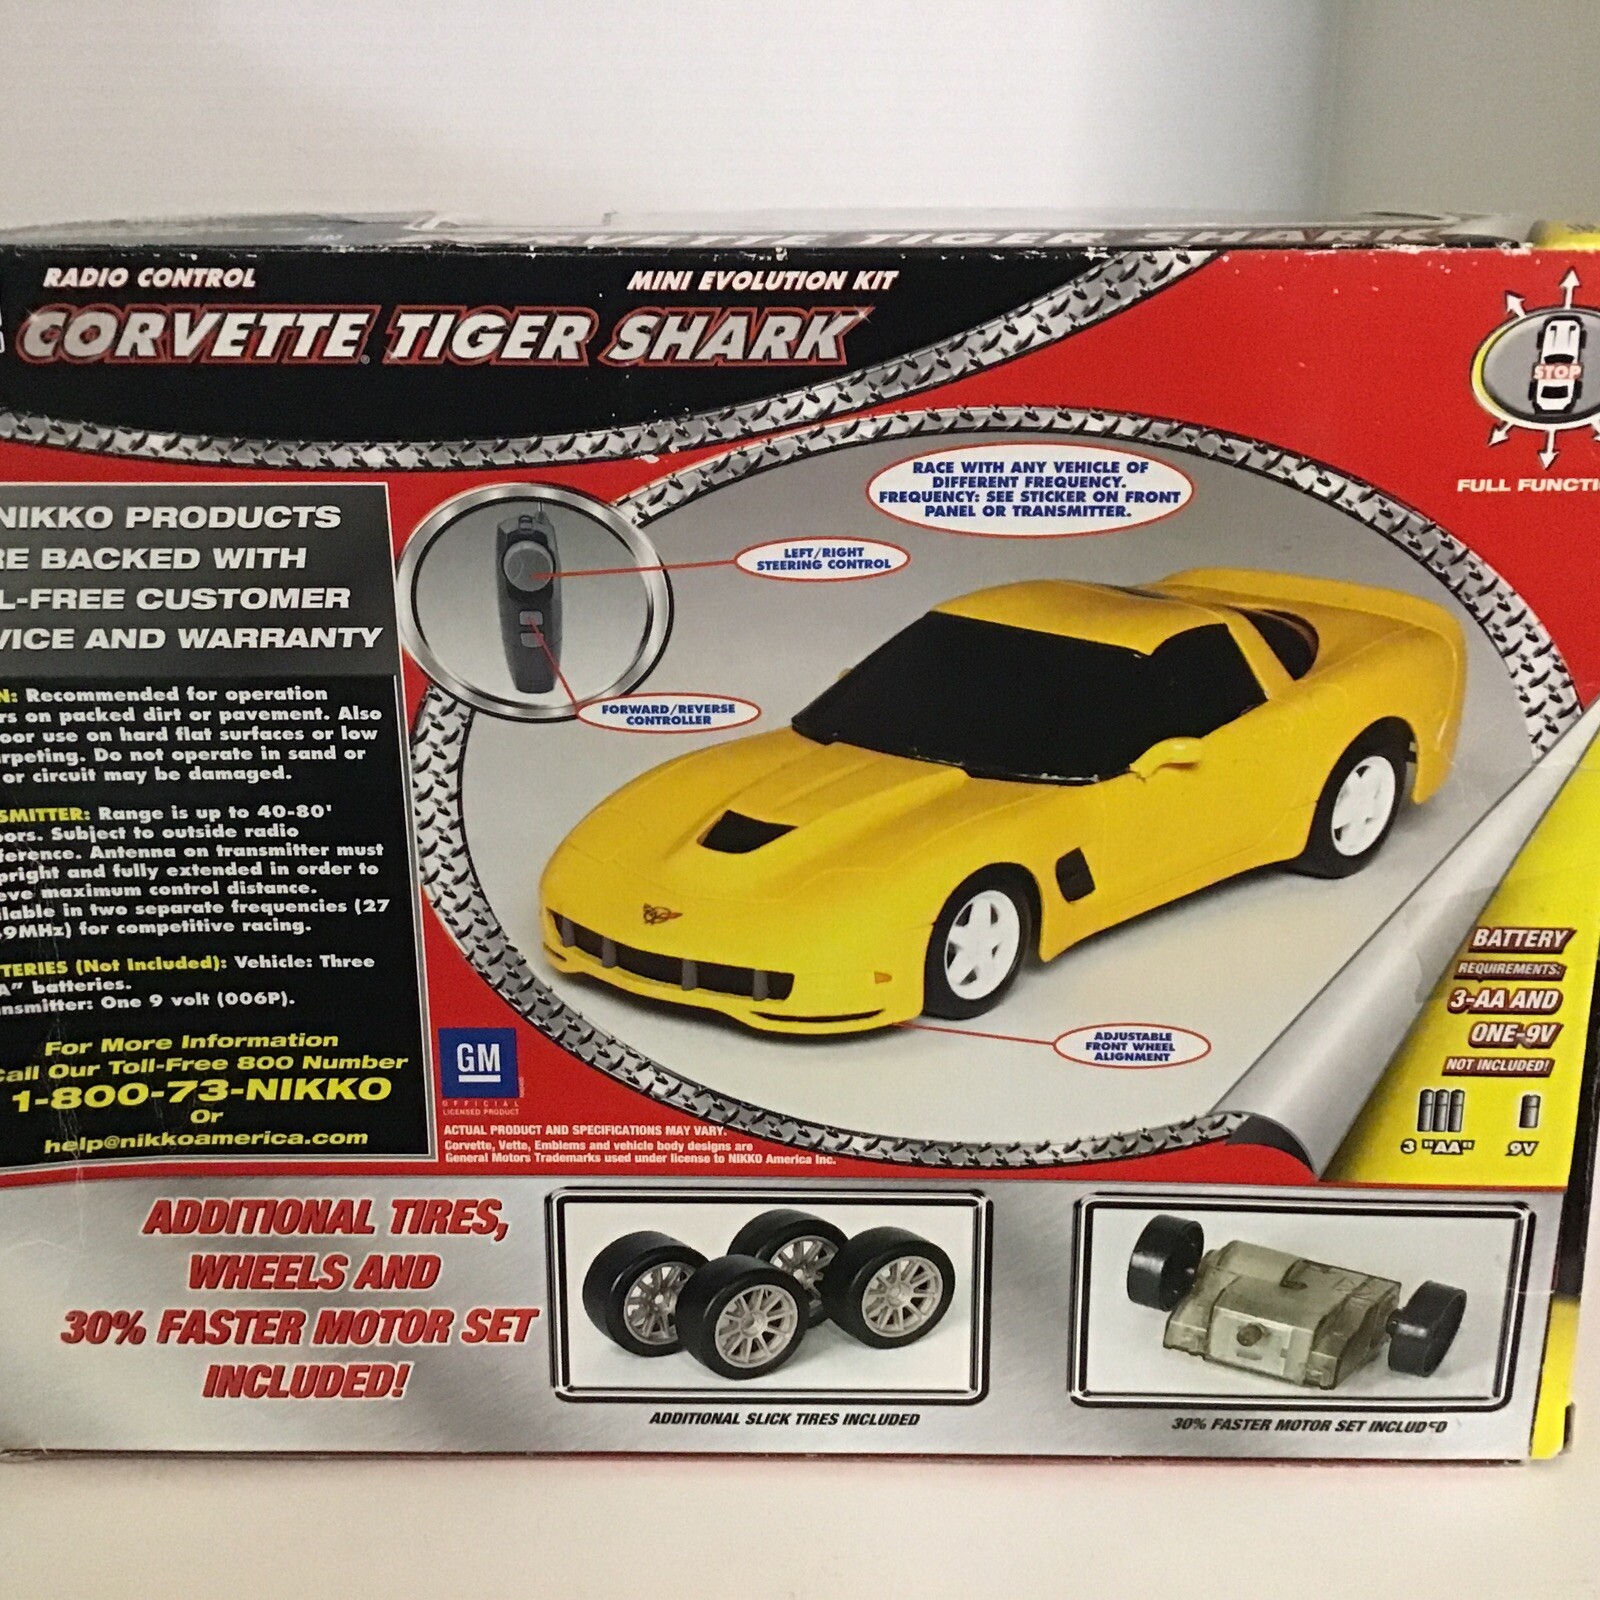 CORVETTE TIGER SHARK
RADIO CONTROL
MINI EVOLUTION KIT
CORVETTE TIGER SHARK
STOP
FULL FUNCTI
NIKKO PRODUCTS
RE BACKED WITH
L-FREE CUSTOMER
VICE AND WARRANTY
N: Recommended for operation
rs on packed dirt or pavement. Also
oor use on hard flat surfaces or low
rpeting. Do not operate in sand or
or circuit may be damaged.
SMITTER: Range is up to 40-80'
oors. Subject to outside radio
ference. Antenna on transmitter must
pright and fully extended in order to
eve maximum control distance.
ilable in two separate frequencies (27
9MHz) for competitive racing.
TERIES (Not Included): Vehicle: Three
A" batteries.
nsmitter: One 9 volt (006P).
For More Information
Call Our Toll-Free 800 Number
1-800-73-NIKKO
Or
help@nikkoamerica.com
RACE WITH ANY VEHICLE OF
DIFFERENT FREQUENCY.
FREQUENCY: SEE STICKER ON FRONT
PANEL OR TRANSMITTER.
LEFT/RIGHT
STEERING CONTROL
FORWARD/REVERSE
CONTROLLER
ADJUSTABLE
FRONT WHEEL
ALIGNMENT
GM
OFFICIAL
LICENSED PRODUCT
ACTUAL PRODUCT AND SPECIFICATIONS MAY VARY.
Corvette, Vette, Emblems and vehicle body designs are
General Motors Trademarks used under license to NIKKO America Inc.
BATTERY
REQUIREMENTS:
3-AA AND
ONE-9V
NOT INCLUDED!
3 "AA" 9V
ADDITIONAL TIRES,
WHEELS AND
30% FASTER MOTOR SET
INCLUDED!
ADDITIONAL SLICK TIRES INCLUDED
30% FASTER MOTOR SET INCLUDED